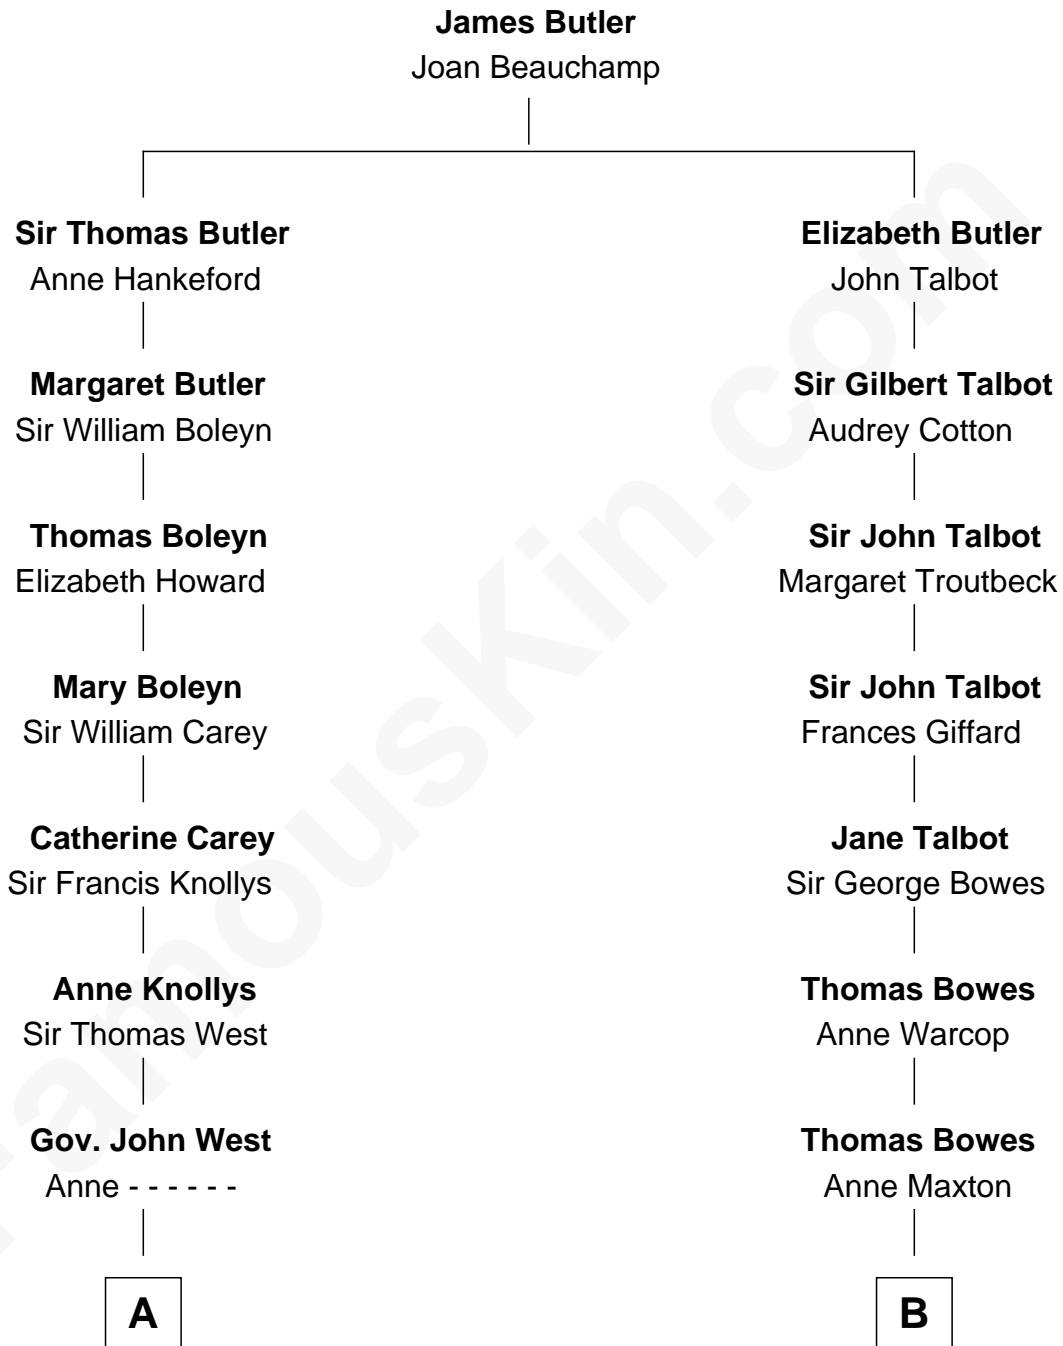 James Butler
Joan Beauchamp
Sir Thomas Butler
Anne Hankeford
Margaret Butler
Sir William Boleyn
Thomas Boleyn
Elizabeth Howard
Mary Boleyn
Sir William Carey
Catherine Carey
Sir Francis Knollys
Anne Knollys
Sir Thomas West
Gov. John West
Anne - - - - - -
A
Elizabeth Butler
John Talbot
Sir Gilbert Talbot
Audrey Cotton
Sir John Talbot
Margaret Troutbeck
Sir John Talbot
Frances Giffard
Jane Talbot
Sir George Bowes
Thomas Bowes
Anne Warcop
Thomas Bowes
Anne Maxton
B
FamousKin.com